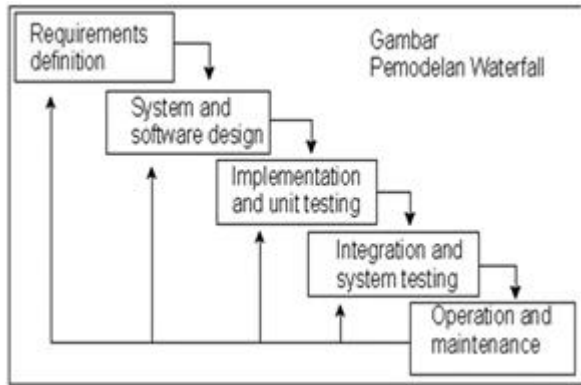 Requirements
definition
Gambar
Pemodelan Waterfall
System and
software design
Implementation
and unit testing
Integration and
system testing
Operation and
maintenance